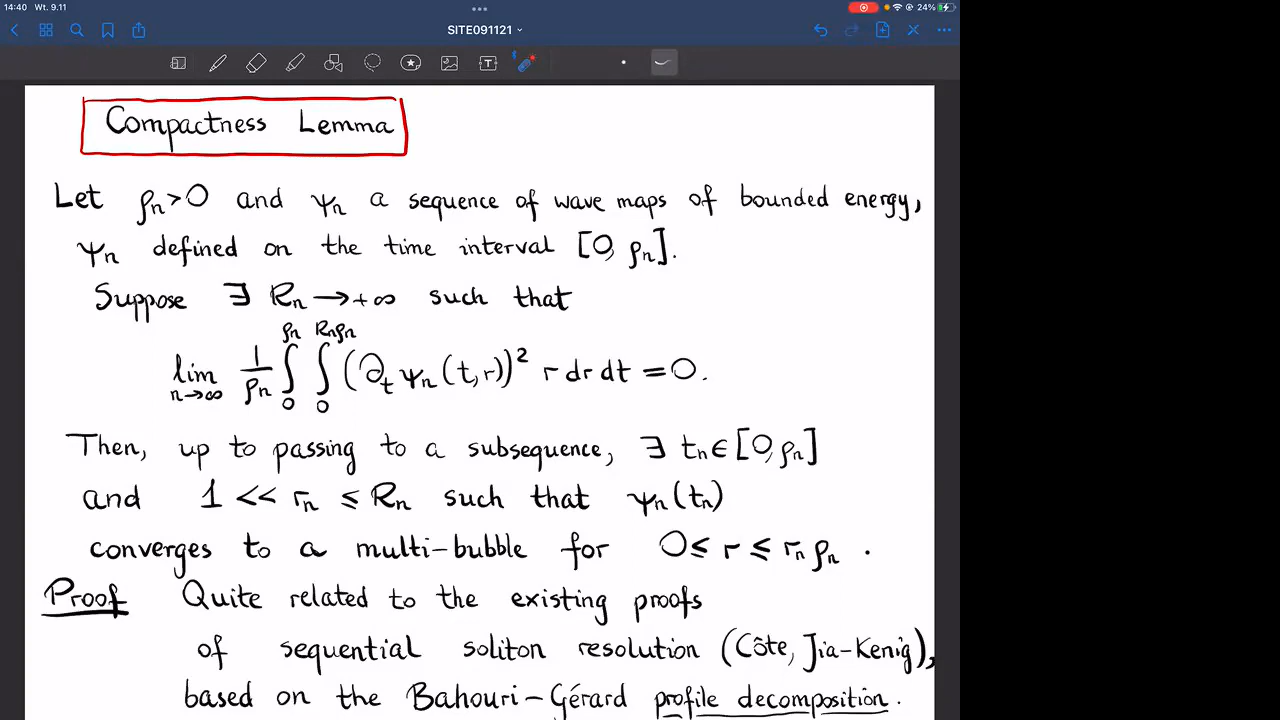 14:40 Wt. 9.11
24%
SITE091121
Compactness Lemma
Let ρₙ>0 and ψₙ a sequence of wave maps of bounded energy,
ψₙ defined on the time interval [0, ρₙ].
Suppose ∃ Rₙ → +∞ such that
lim_{n→∞} 1/ρₙ ∫₀^{ρₙ} ∫₀^{Rₙρₙ} (∂ₜ ψₙ(t,r))² r dr dt = 0.
Then, up to passing to a subsequence, ∃ tₙ ∈ [0, ρₙ]
and 1 << rₙ ≤ Rₙ such that ψₙ(tₙ)
converges to a multi-bubble for 0 ≤ r ≤ rₙ ρₙ .
Proof Quite related to the existing proofs
of sequential soliton resolution (Côte, Jia-Kenig),
based on the Bahouri-Gérard profile decomposition.